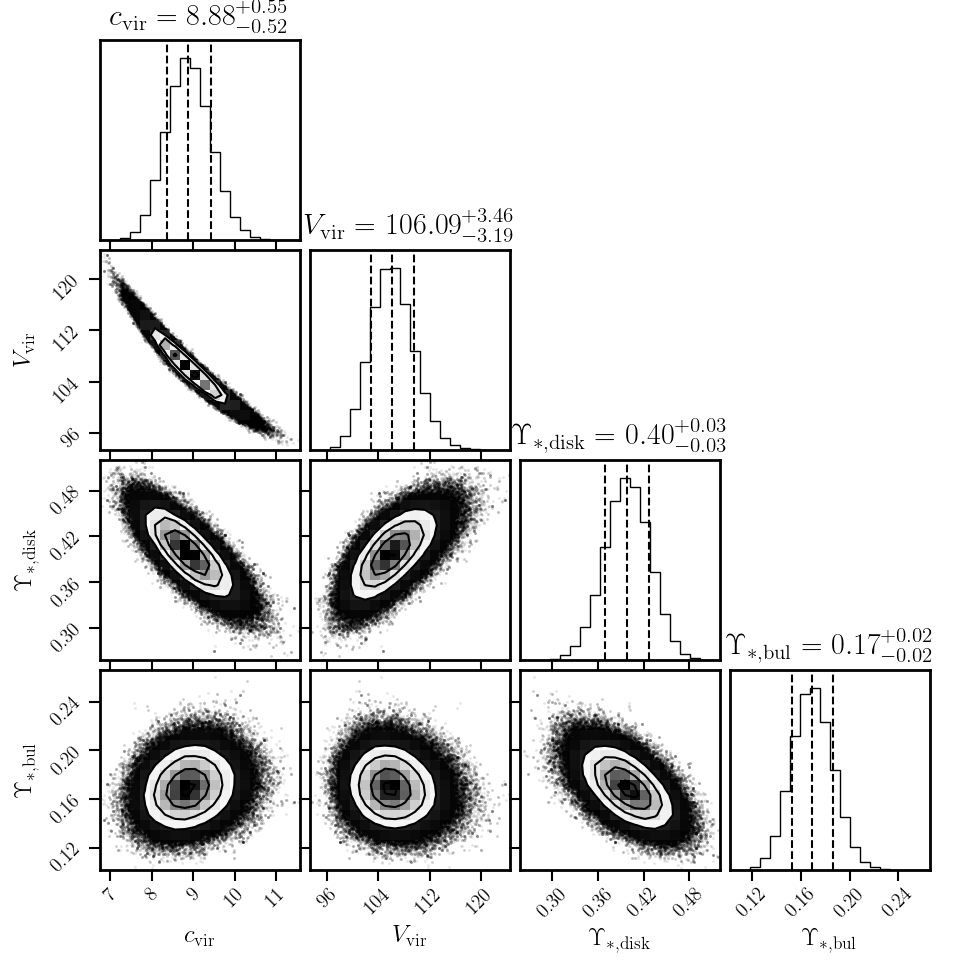 c_vir = 8.88^{+0.55}_{-0.52}
V_vir = 106.09^{+3.46}_{-3.19}
120
112
104
96
V_vir
Υ_{*,disk} = 0.40^{+0.03}_{-0.03}
0.48
0.42
0.36
0.30
Υ_{*,disk}
Υ_{*,bul} = 0.17^{+0.02}_{-0.02}
0.24
0.20
0.16
0.12
Υ_{*,bul}
7 8 9 10 11 96 104 112 120 0.30 0.36 0.42 0.48 0.12 0.16 0.20 0.24
c_vir V_vir Υ_{*,disk} Υ_{*,bul}